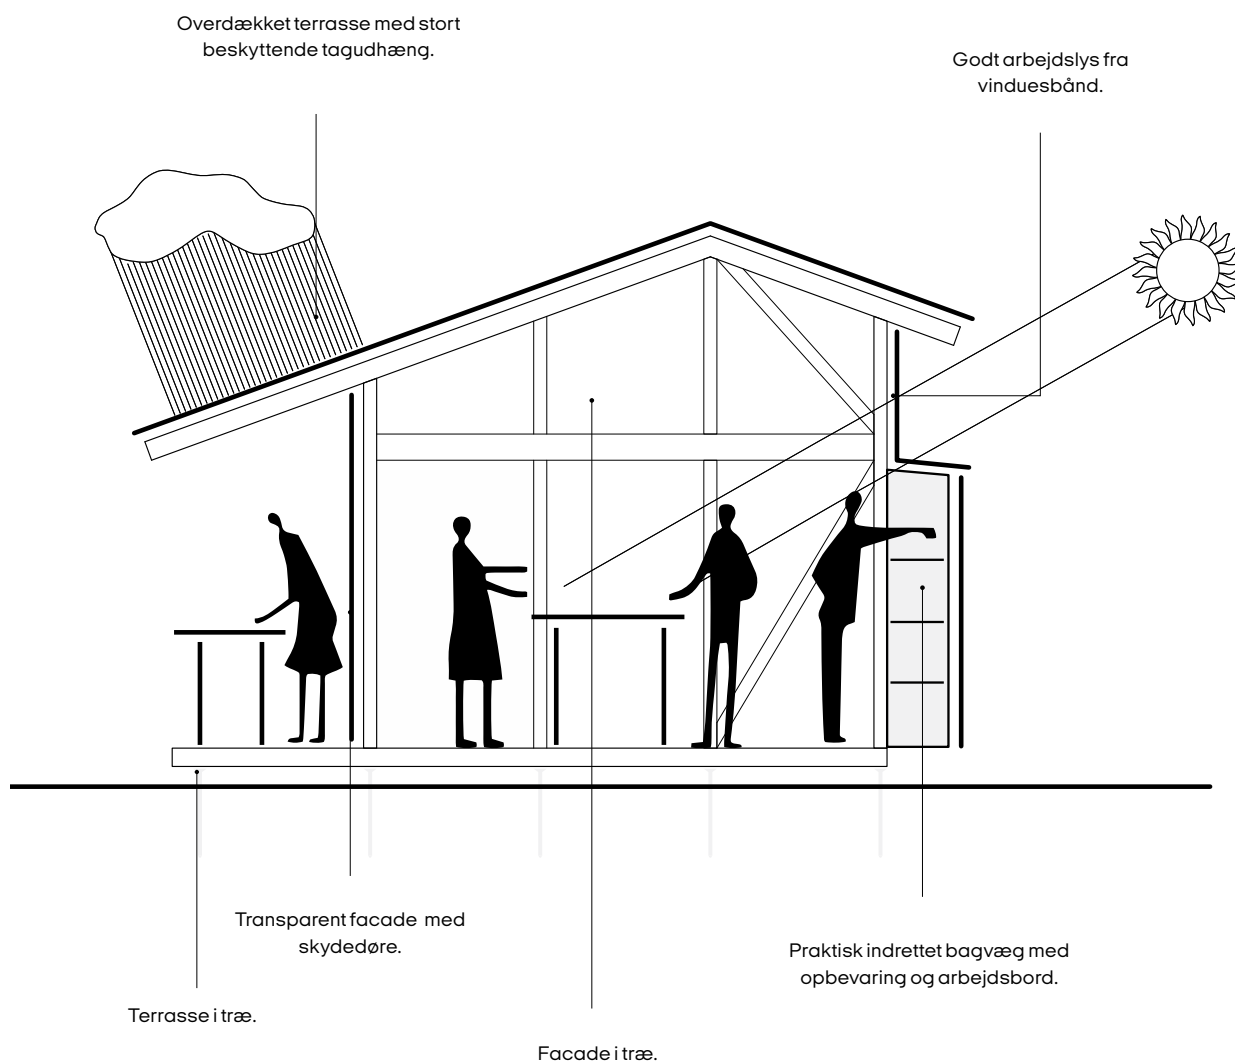 Overdækket terrasse med stort
beskyttende tagudhæng.
Godt arbejdslys fra
vinduesbånd.
Transparent facade med
skydedøre.
Praktisk indrettet bagvæg med
opbevaring og arbejdsbord.
Terrasse i træ.
Facade i træ.